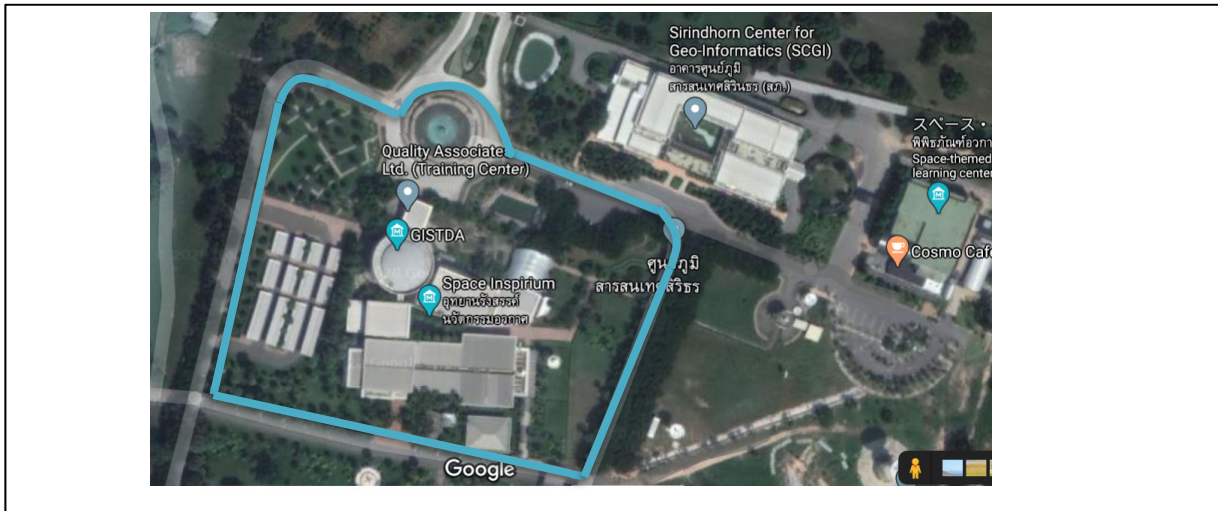 Sirindhorn Center for
Geo-Informatics (SCGI)
อาคารศูนย์ภูมิ
สารสนเทศสิรินธร (สภ.)
スペース・
พิพิธภัณฑ์อวกา
Space-themed
learning center
Quality Associates
Ltd. (Training Center)
GISTDA
Cosmo Cafe
ศูนย์ภูมิ
สารสนเทศสิริธร
Space Inspirium
อุทยานรังสรรค์
นวัตกรรมอวกาศ
Google